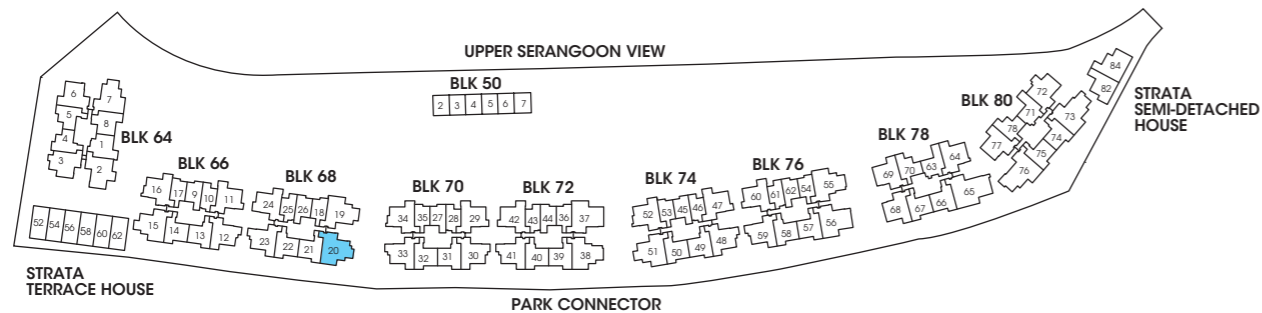 UPPER SERANGOON VIEW
BLK 50
2 3 4 5 6 7
84
82
STRATA
SEMI-DETACHED
HOUSE
BLK 80
72
71
73
78
74
77
75
76
6
7
5
8
4
1
3
2
BLK 64
BLK 66
16 17 9 10 11
15 14 13 12
BLK 68
24 25 26 18 19
23 22 21 20
BLK 70
34 35 27 28 29
33 32 31 30
BLK 72
42 43 44 36 37
41 40 39 38
BLK 74
52 53 45 46 47
51 50 49 48
BLK 76
60 61 62 54 55
59 58 57 56
BLK 78
69 70 63 64
68 67 66 65
52 54 56 58 60 62
STRATA
TERRACE HOUSE
PARK CONNECTOR